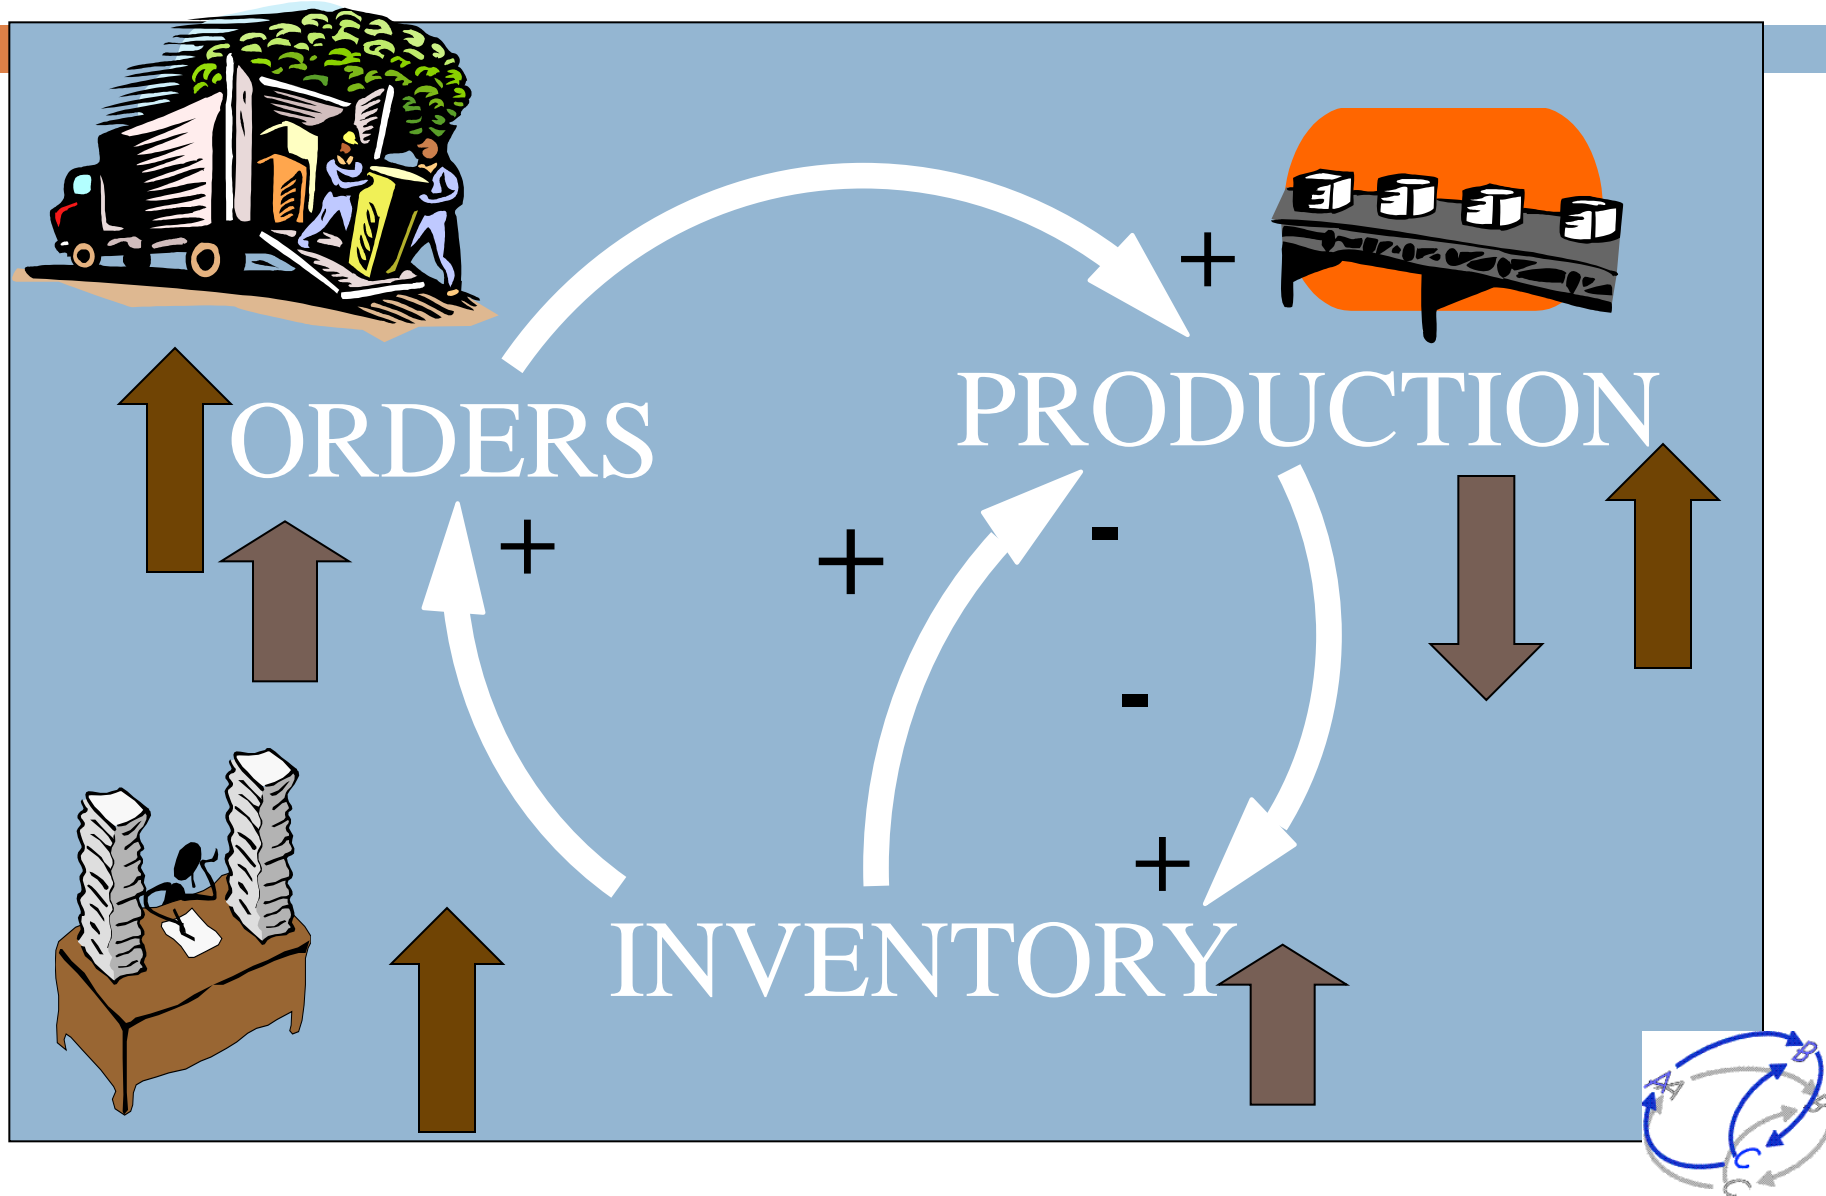 +
ORDERS
PRODUCTION
+
+
-
-
+
INVENTORY
A
B
A
B
C
C